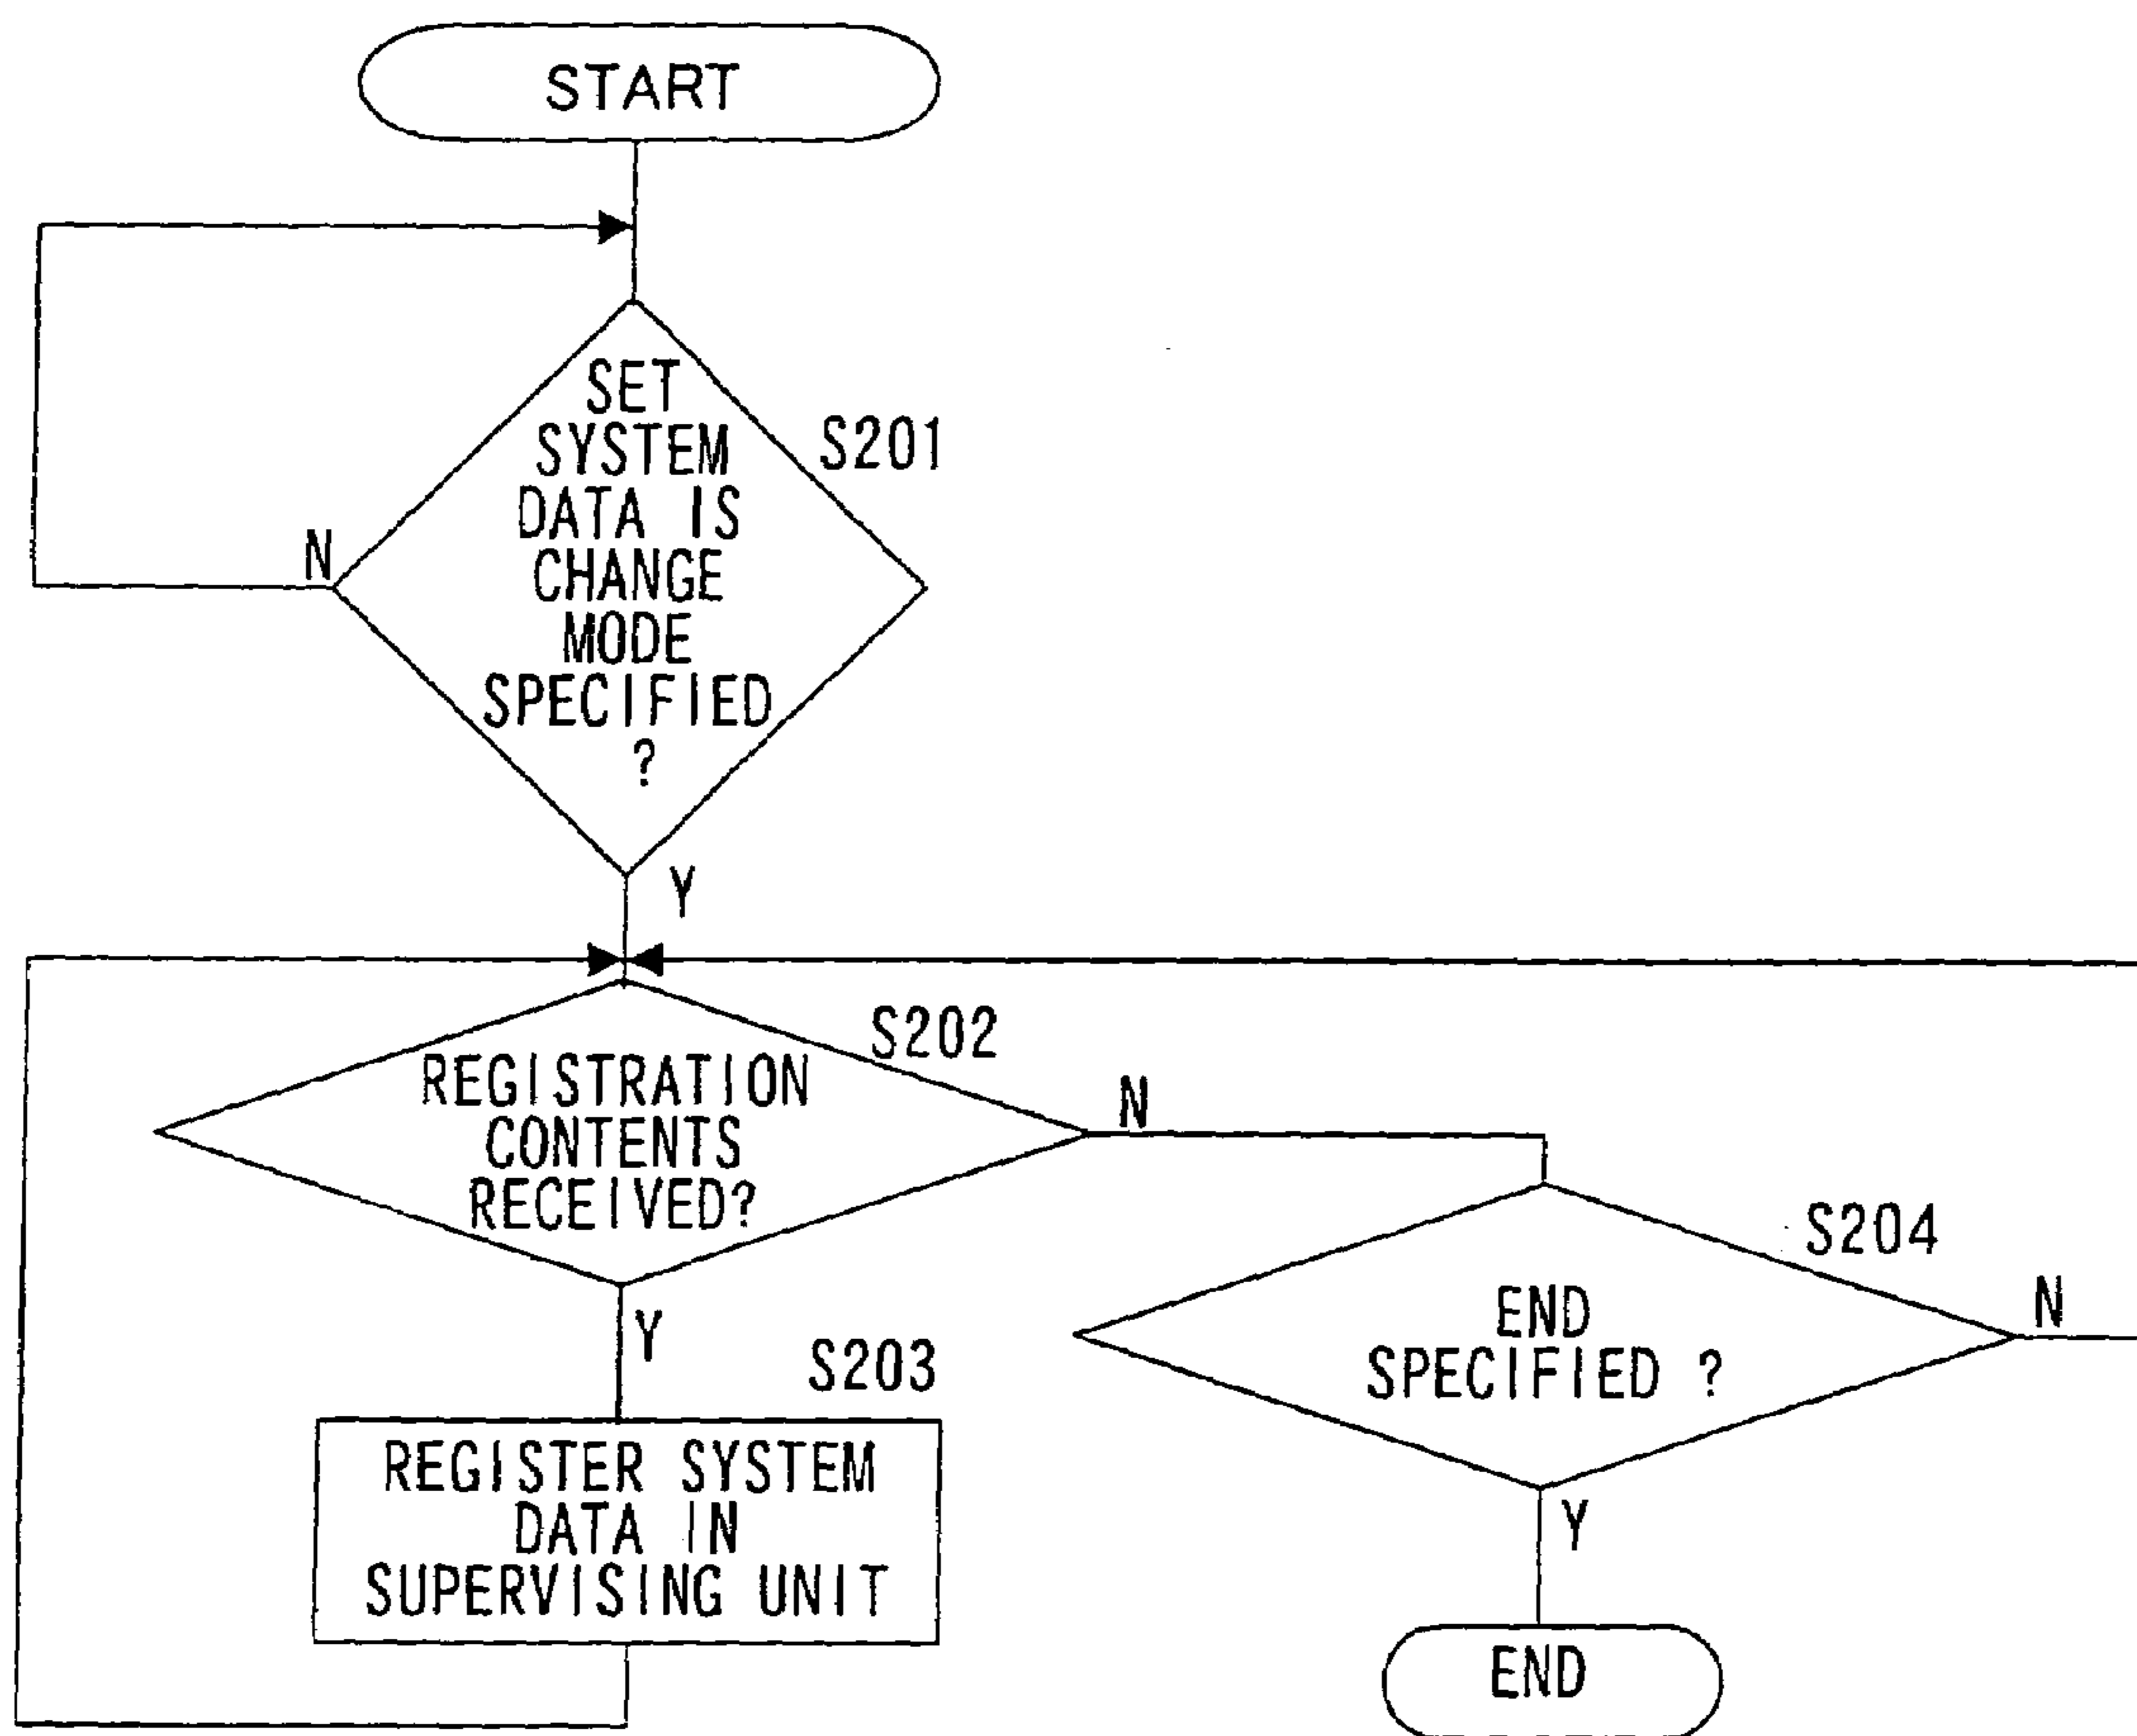 START
SET
SYSTEM
DATA IS
CHANGE
MODE
SPECIFIED
?
S201
N
Y
S202
REGISTRATION
CONTENTS
RECEIVED?
N
Y
S203
REGISTER SYSTEM
DATA IN
SUPERVISING UNIT
S204
END
SPECIFIED ?
N
Y
END